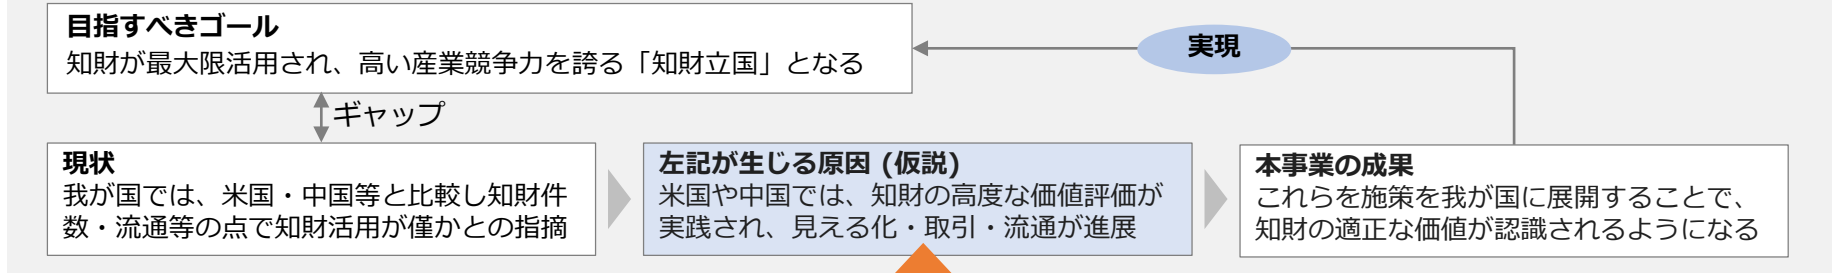 目指すべきゴール
知財が最大限活用され、高い産業競争力を誇る「知財立国」となる
実現
ギャップ
現状
我が国では、米国・中国等と比較し知財件
数・流通等の点で知財活用が僅かとの指摘
左記が生じる原因 (仮説)
米国や中国では、知財の高度な価値評価が
実践され、見える化・取引・流通が進展
本事業の成果
これらを施策を我が国に展開することで、
知財の適正な価値が認識されるようになる